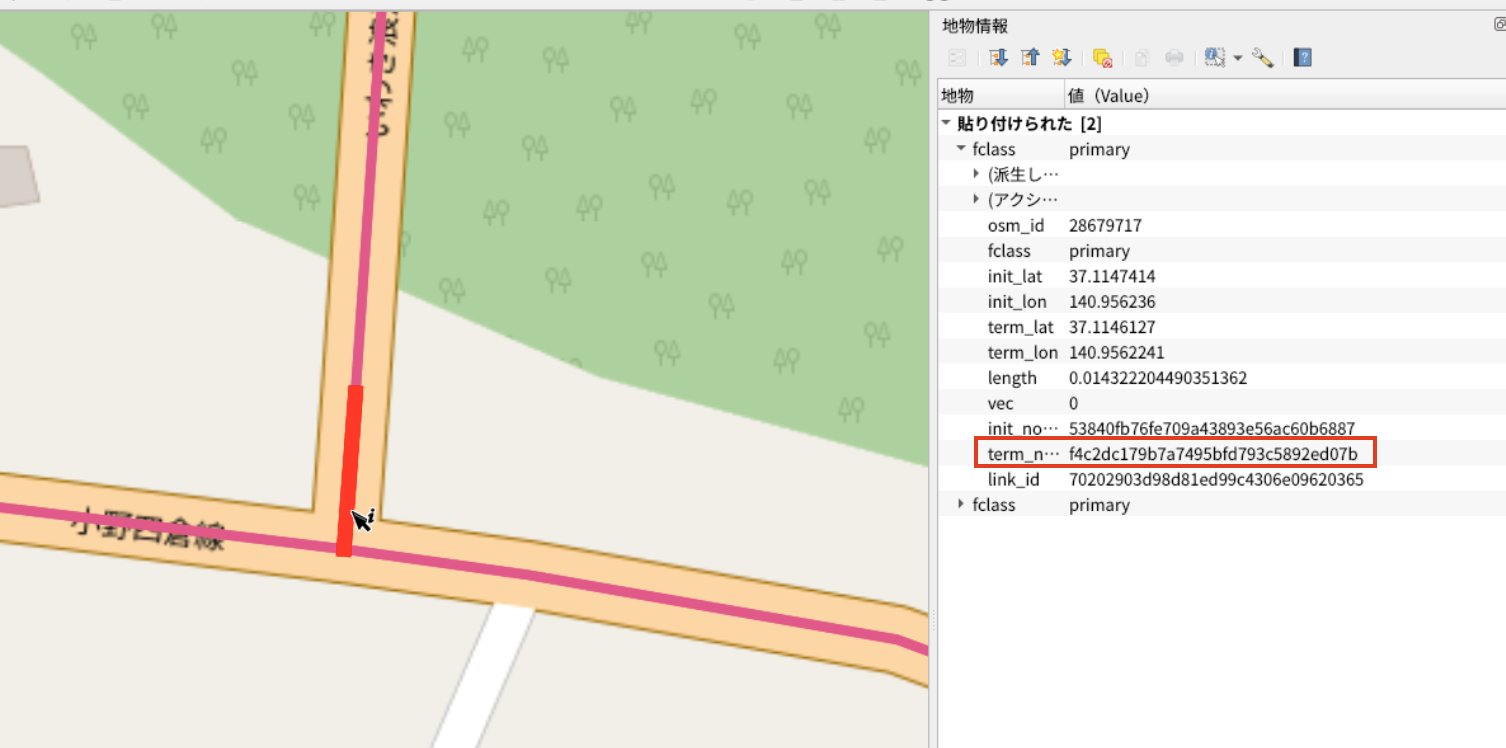 地物情報
地物 値（Value）
貼り付けられた [2]
fclass primary
(派生し…
(アクシ…
osm_id 28679717
fclass primary
init_lat 37.1147414
init_lon 140.956236
term_lat 37.1146127
term_lon 140.9562241
length 0.014322204490351362
vec 0
init_no… 53840fb76fe709a43893e56ac60b6887
term_n… f4c2dc179b7a7495bfd793c5892ed07b
link_id 70202903d98d81ed99c4306e09620365
fclass primary
小野四倉線